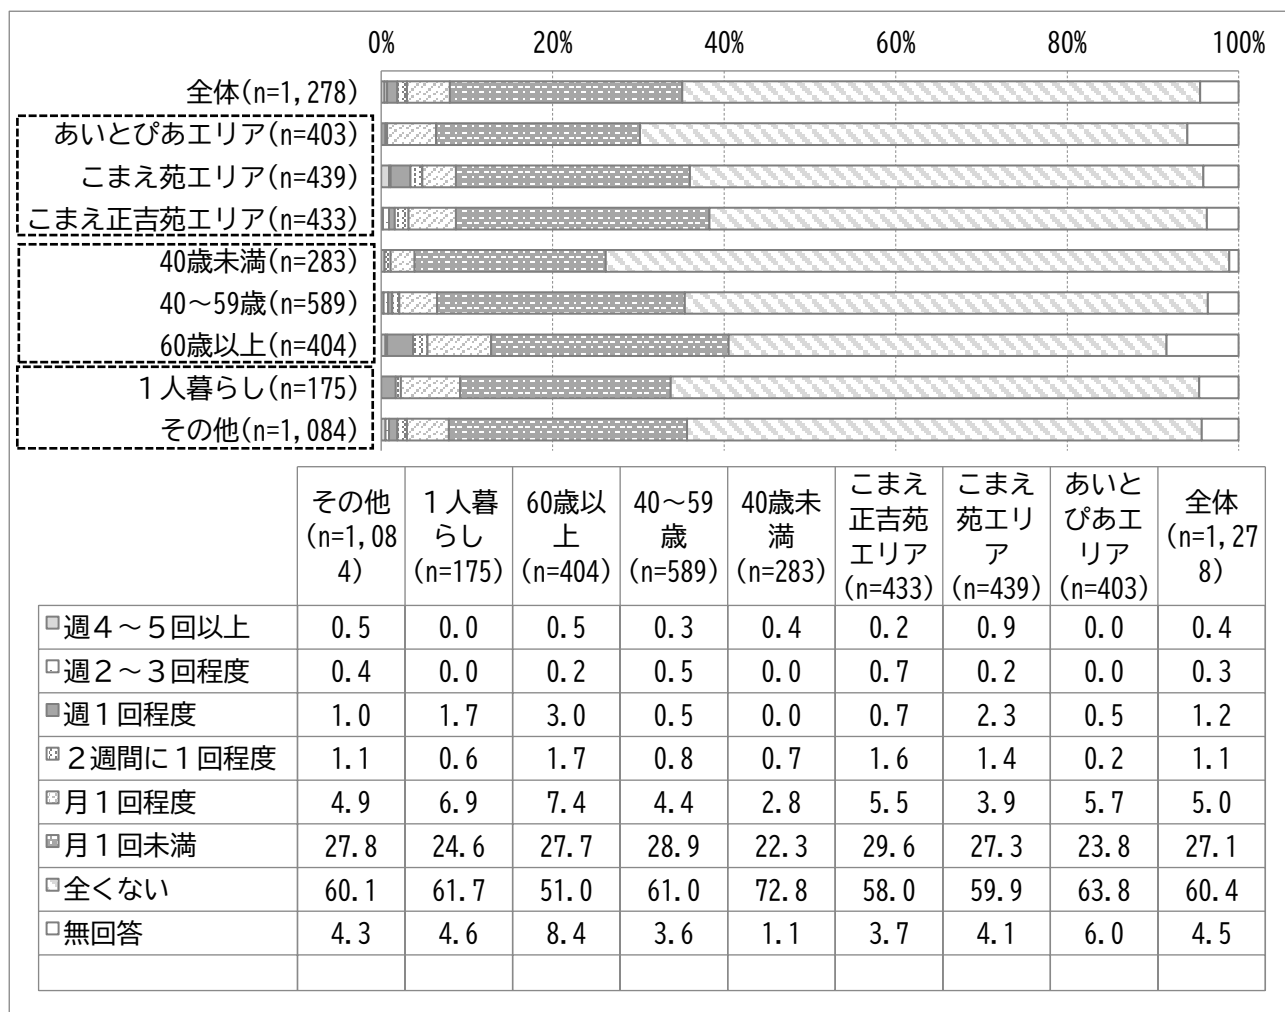 0% 20% 40% 60% 80% 100%
全体(n=1,278)
あいとぴあエリア(n=403)
こまえ苑エリア(n=439)
こまえ正吉苑エリア(n=433)
40歳未満(n=283)
40～59歳(n=589)
60歳以上(n=404)
１人暮らし(n=175)
その他(n=1,084)
その他
(n=1,08
4)
１人暮
らし
(n=175)
60歳以
上
(n=404)
40～59
歳
(n=589)
40歳未
満
(n=283)
こまえ
正吉苑
エリア
(n=433)
こまえ
苑エリ
ア
(n=439)
あいと
ぴあエ
リア
(n=403)
全体
(n=1,27
8)
週４～５回以上 0.5 0.0 0.5 0.3 0.4 0.2 0.9 0.0 0.4
週２～３回程度 0.4 0.0 0.2 0.5 0.0 0.7 0.2 0.0 0.3
週１回程度 1.0 1.7 3.0 0.5 0.0 0.7 2.3 0.5 1.2
２週間に１回程度 1.1 0.6 1.7 0.8 0.7 1.6 1.4 0.2 1.1
月１回程度 4.9 6.9 7.4 4.4 2.8 5.5 3.9 5.7 5.0
月１回未満 27.8 24.6 27.7 28.9 22.3 29.6 27.3 23.8 27.1
全くない 60.1 61.7 51.0 61.0 72.8 58.0 59.9 63.8 60.4
無回答 4.3 4.6 8.4 3.6 1.1 3.7 4.1 6.0 4.5